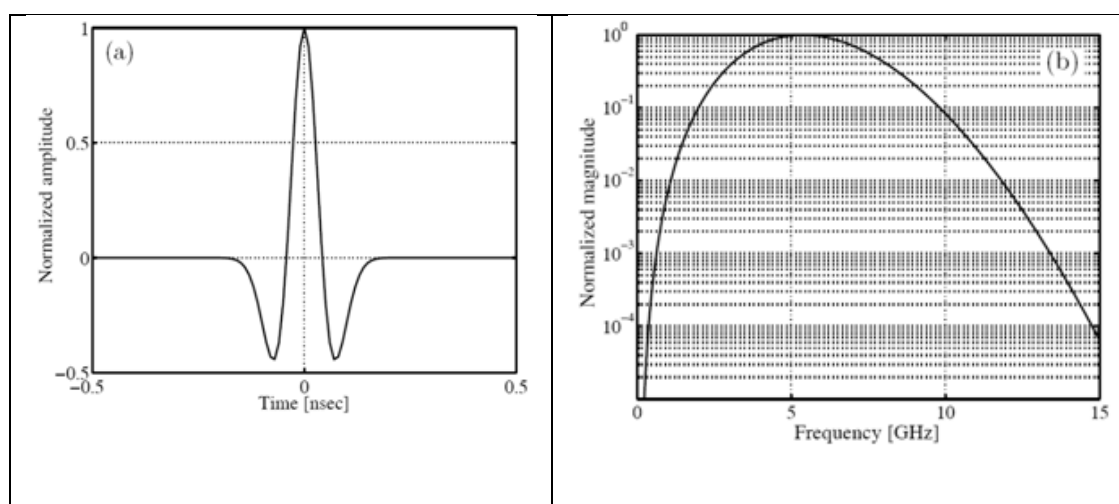 (a)
1
0.5
0
−0.5
−0.5
0
0.5
Normalized amplitude
Time [nsec]
(b)
10^0
10^−1
10^−2
10^−3
10^−4
0
5
10
15
Normalized magnitude
Frequency [GHz]